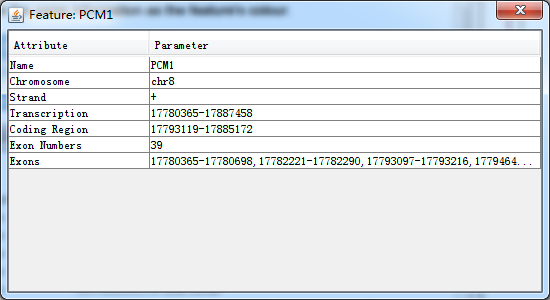 Feature: PCM1
Attribute Parameter
Name PCM1
Chromosome chr8
Strand +
Transcription 17780365-17887458
Coding Region 17793119-17885172
Exon Numbers 39
Exons 17780365-17780698, 17782221-17782290, 17793097-17793216, 1779464...